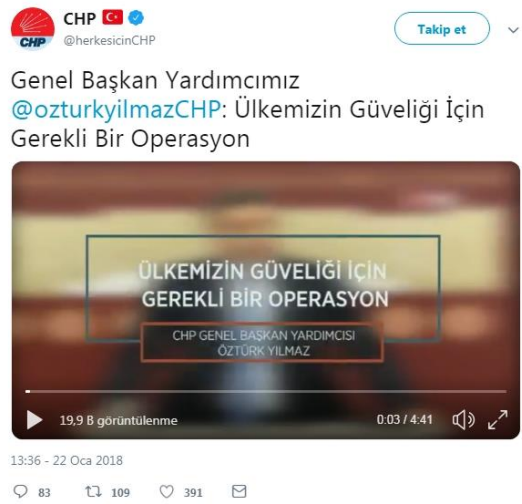 CHP
CHP
@herkesicinCHP
Takip et
Genel Başkan Yardımcımız
@ozturkyilmazCHP: Ülkemizin Güveliği İçin
Gerekli Bir Operasyon
ÜLKEMİZİN GÜVELİĞİ İÇİN
GEREKLİ BİR OPERASYON
CHP GENEL BAŞKAN YARDIMCISI
ÖZTÜRK YILMAZ
19,9 B görüntülenme
0:03 / 4:41
13:36 - 22 Oca 2018
83
109
391